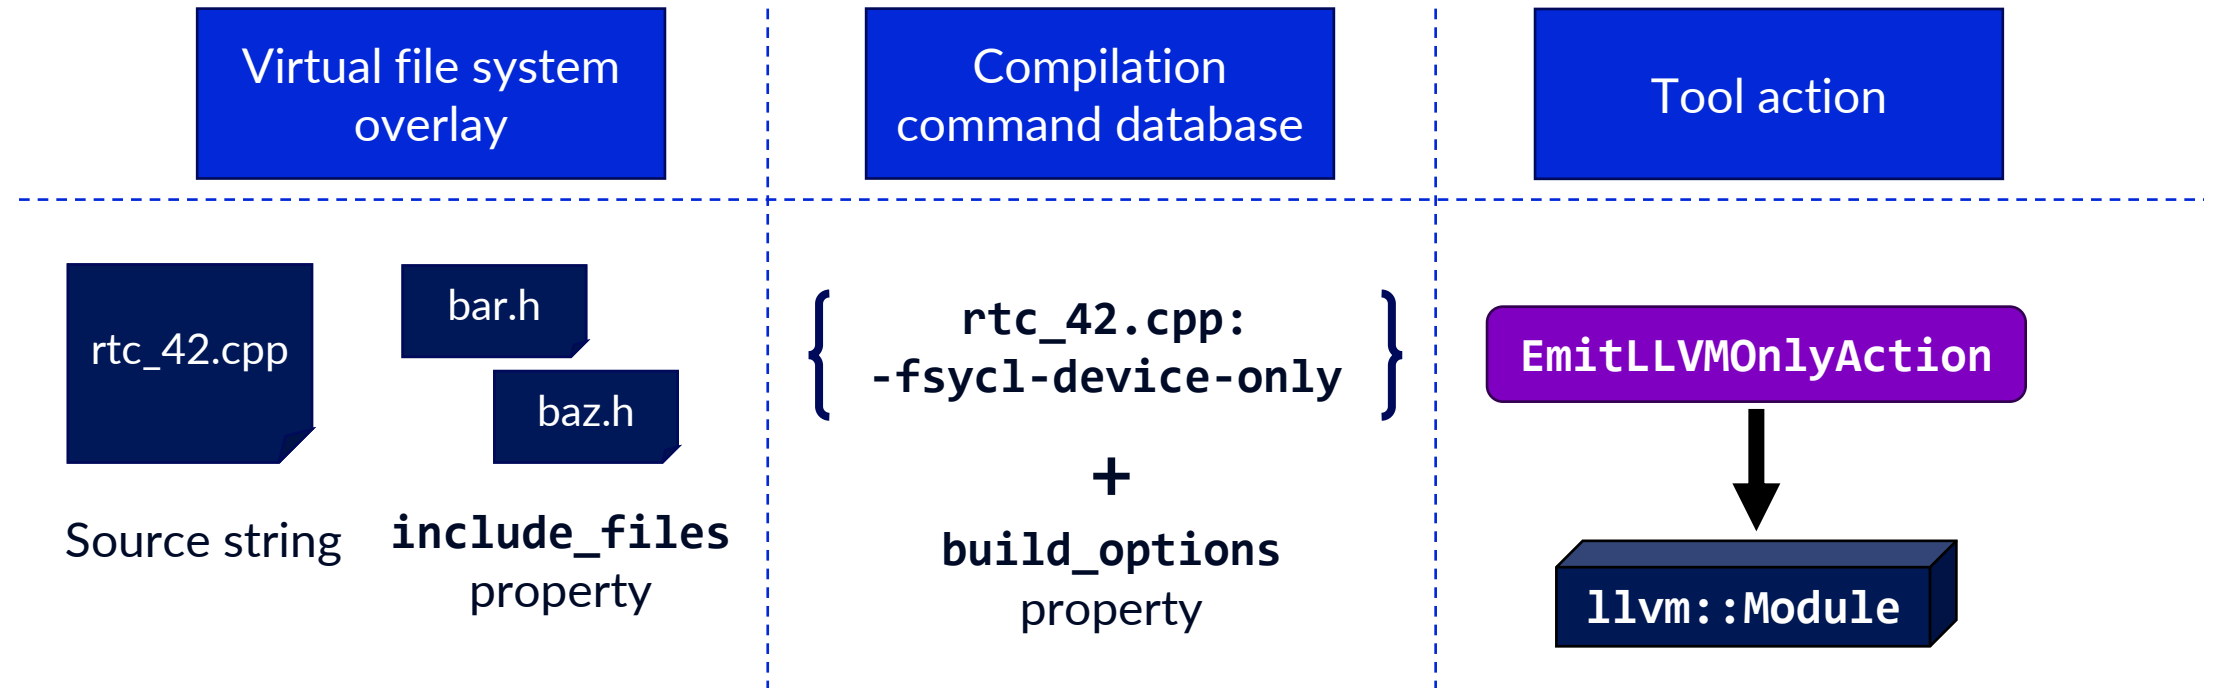 Virtual file system
overlay
Compilation
command database
Tool action
rtc_42.cpp
bar.h
baz.h
Source string
include_files
property
{ rtc_42.cpp: }
-fsycl-device-only
+
build_options
property
EmitLLVMOnlyAction
llvm::Module